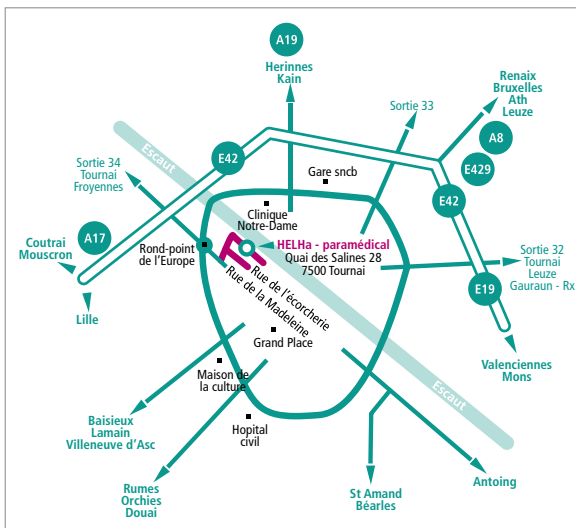 A19
Herinnes
Kain
Renaix
Bruxelles
Ath
Leuze
Sortie 33
A8
Escaut
E42
Gare sncb
E429
Sortie 34
Tournai
Froyennes
E42
Clinique
Notre-Dame
A17
Coutrai
Mouscron
Rond-point
de l'Europe
HELHa - paramédical
Quai des Salines 28
7500 Tournai
Sortie 32
Tournai
Leuze
Gauraun - Rx
Rue de l'écorcherie
Rue de la Madeleine
E19
Lille
Grand Place
Valenciennes
Mons
Maison de
la culture
Escaut
Baisieux
Lamain
Villeneuve d'Asc
Hopital
civil
Rumes
Orchies
Douai
St Amand
Béarles
Antoing